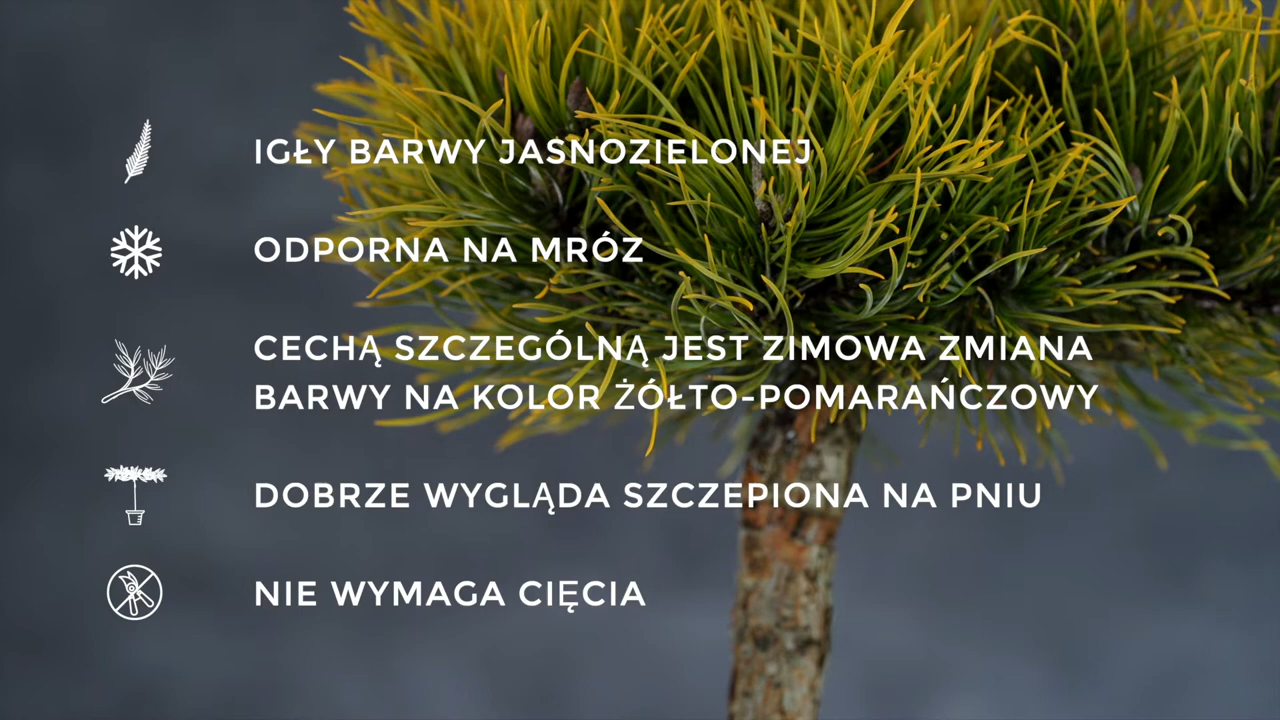 IGŁY BARWY JASNOZIELONEJ
ODPORNA NA MRÓZ
CECHĄ SZCZEGÓLNĄ JEST ZIMOWA ZMIANA
BARWY NA KOLOR ŻÓŁTO-POMARAŃCZOWY
DOBRZE WYGLĄDA SZCZEPIONA NA PNIU
NIE WYMAGA CIĘCIA